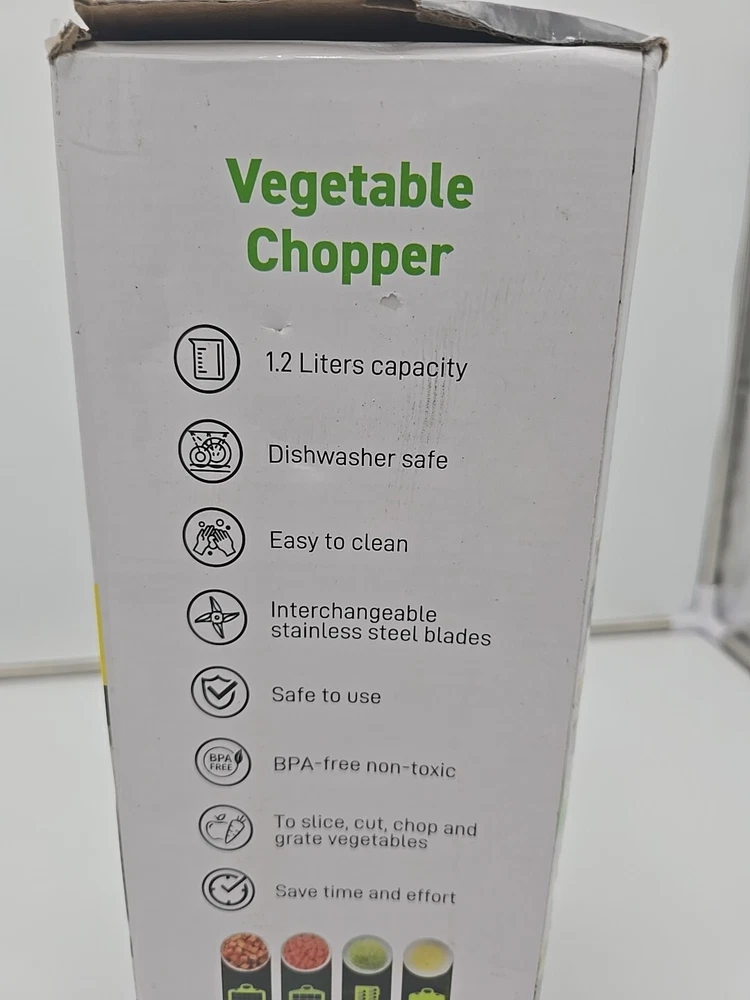 Vegetable
Chopper
1.2 Liters capacity
Dishwasher safe
Easy to clean
Interchangeable
stainless steel blades
Safe to use
BPA
FREE
BPA-free non-toxic
To slice, cut, chop and
grate vegetables
Save time and effort